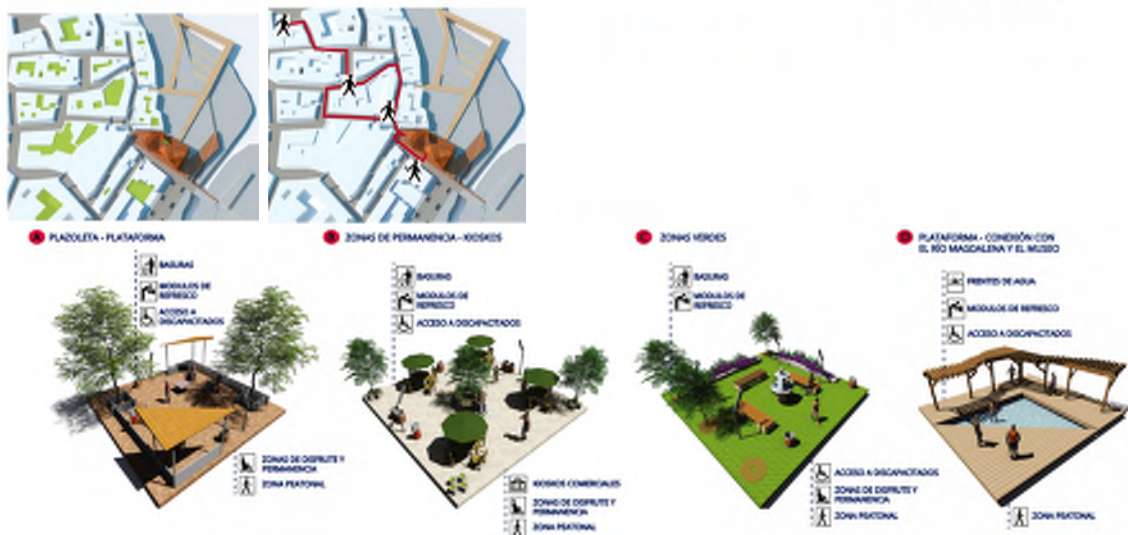 A PLAZOLETA - PLATAFORMA
BASURAS
MODULOS DE
REFRESCO
ACCESO A
DISCAPACITADOS
ZONAS DE DISFRUTE Y
PERMANENCIA
ZONA PEATONAL
B ZONAS DE PERMANENCIA - KIOSKOS
BASURAS
MODULOS DE
REFRESCO
ACCESO A DISCAPACITADOS
KIOSKOS COMERCIALES
ZONAS DE DISFRUTE Y
PERMANENCIA
ZONA PEATONAL
C ZONAS VERDES
BASURAS
MODULOS DE
REFRESCO
ACCESO A DISCAPACITADOS
ZONAS DE DISFRUTE Y
PERMANENCIA
ZONA PEATONAL
D PLATAFORMA - CONEXIÓN CON
EL RÍO MAGDALENA Y EL MUSEO
FUENTES DE AGUA
MODULOS DE REFRESCO
ACCESO A DISCAPACITADOS
ZONA PEATONAL